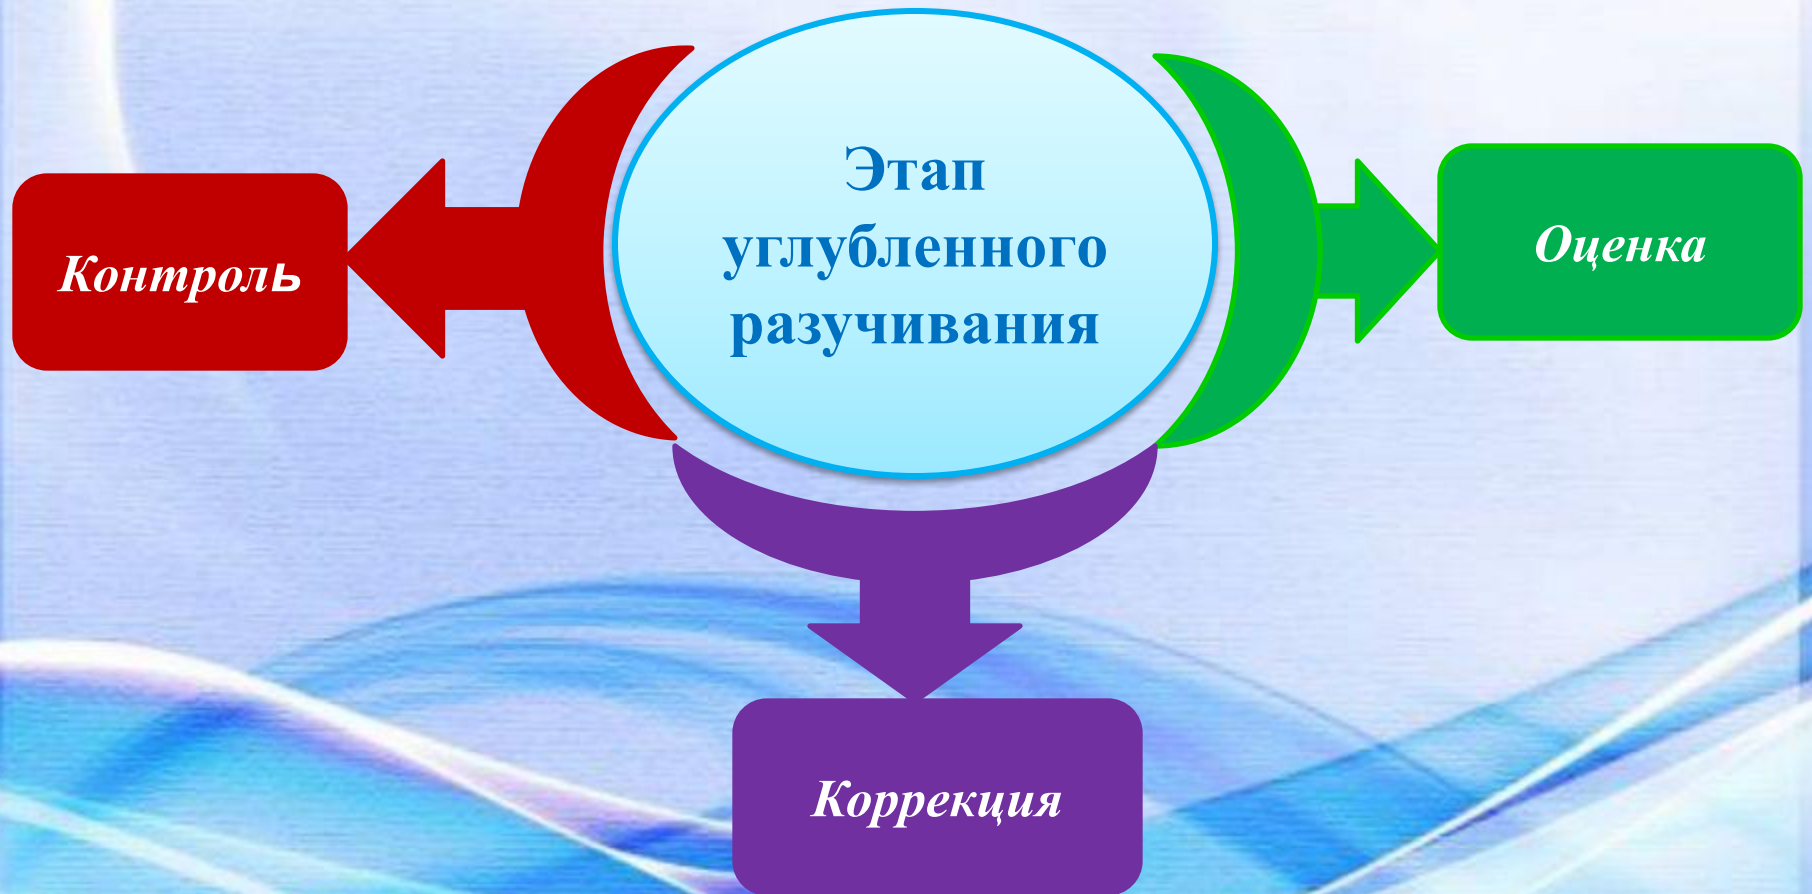 Этап
углубленного
разучивания
Контроль
Оценка
Коррекция